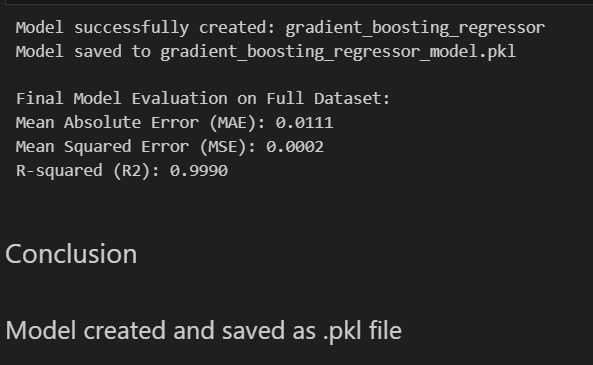 Model successfully created: gradient_boosting_regressor
Model saved to gradient_boosting_regressor_model.pkl
Final Model Evaluation on Full Dataset:
Mean Absolute Error (MAE): 0.0111
Mean Squared Error (MSE): 0.0002
R-squared (R2): 0.9990
Conclusion
Model created and saved as .pkl file